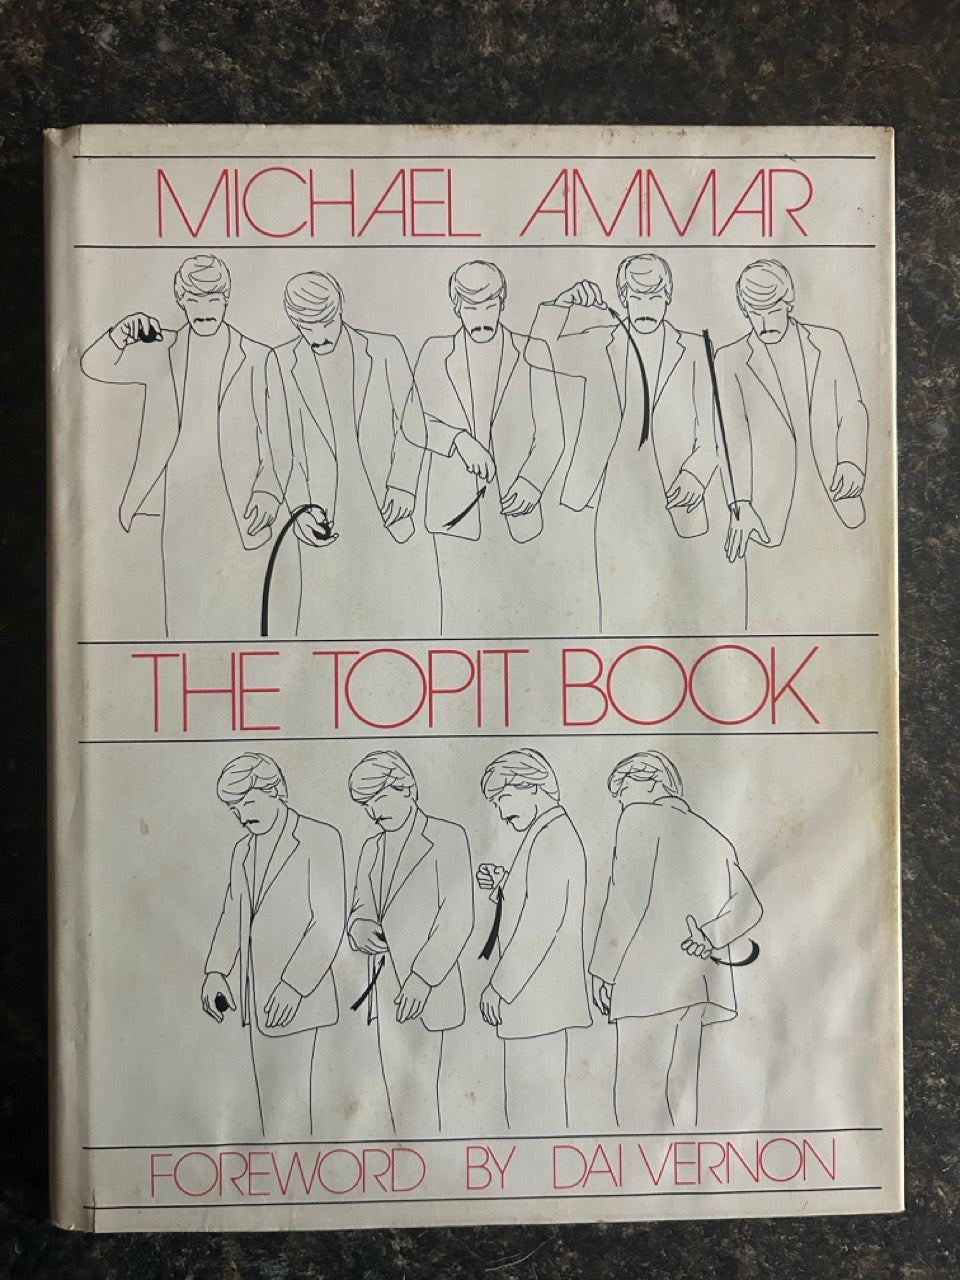 MICHAEL AMMAR
THE TOPIT BOOK
FOREWORD BY DAI VERNON